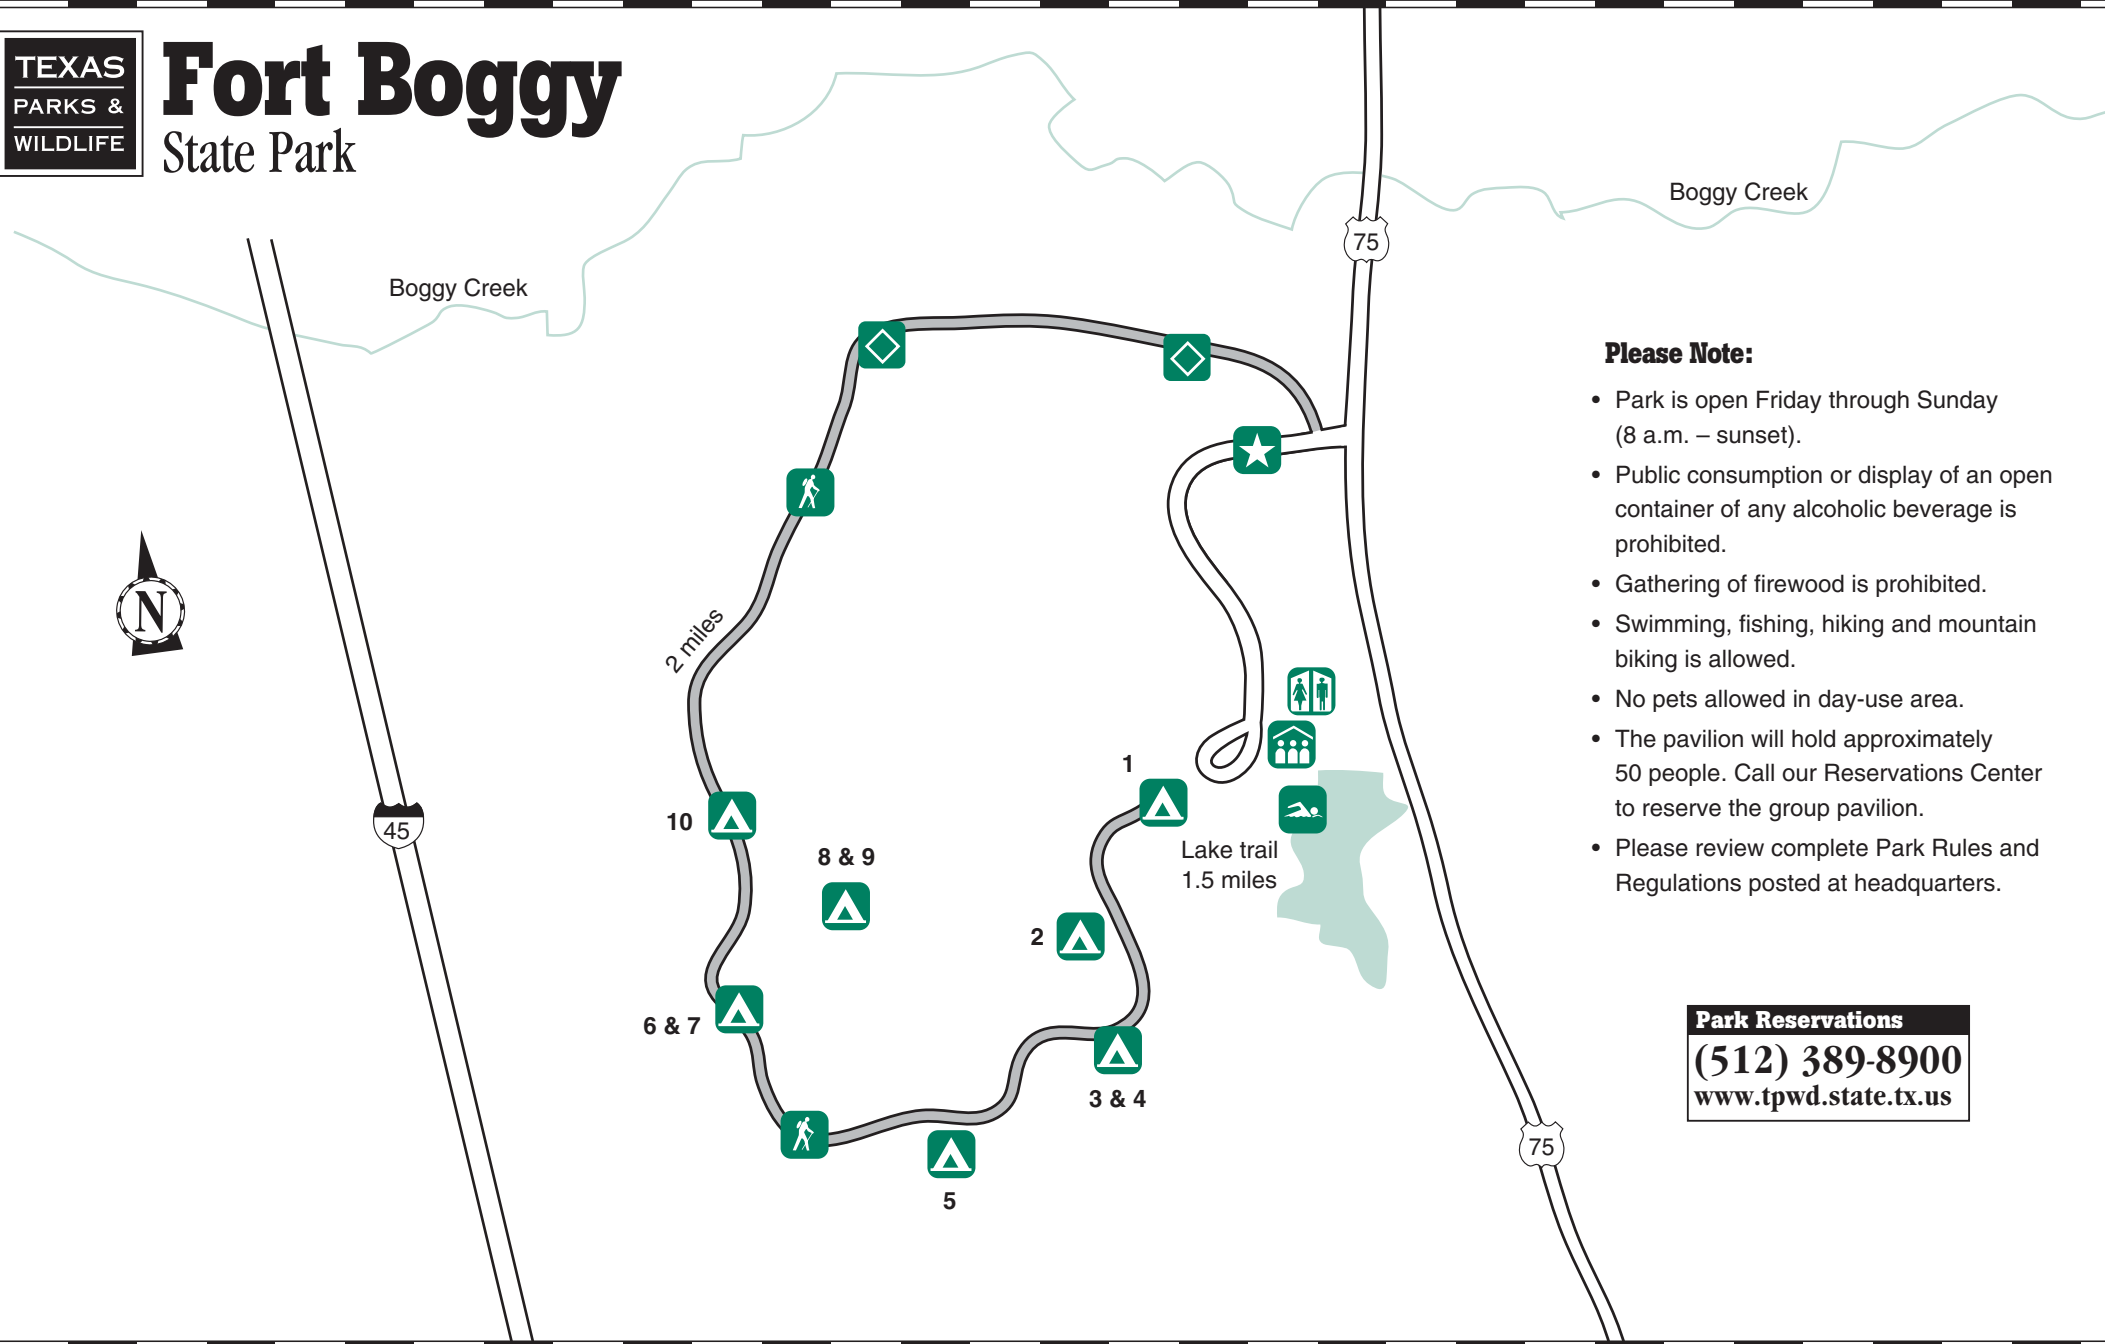 TEXAS
PARKS &
WILDLIFE
Fort Boggy
State Park
Boggy Creek
75
Boggy Creek
N
2 miles
45
10
8 & 9
6 & 7
5
3 & 4
2
1
Lake trail
1.5 miles
75
Please Note:
• Park is open Friday through Sunday
(8 a.m. – sunset).
• Public consumption or display of an open
container of any alcoholic beverage is
prohibited.
• Gathering of firewood is prohibited.
• Swimming, fishing, hiking and mountain
biking is allowed.
• No pets allowed in day-use area.
• The pavilion will hold approximately
50 people. Call our Reservations Center
to reserve the group pavilion.
• Please review complete Park Rules and
Regulations posted at headquarters.
Park Reservations
(512) 389-8900
www.tpwd.state.tx.us